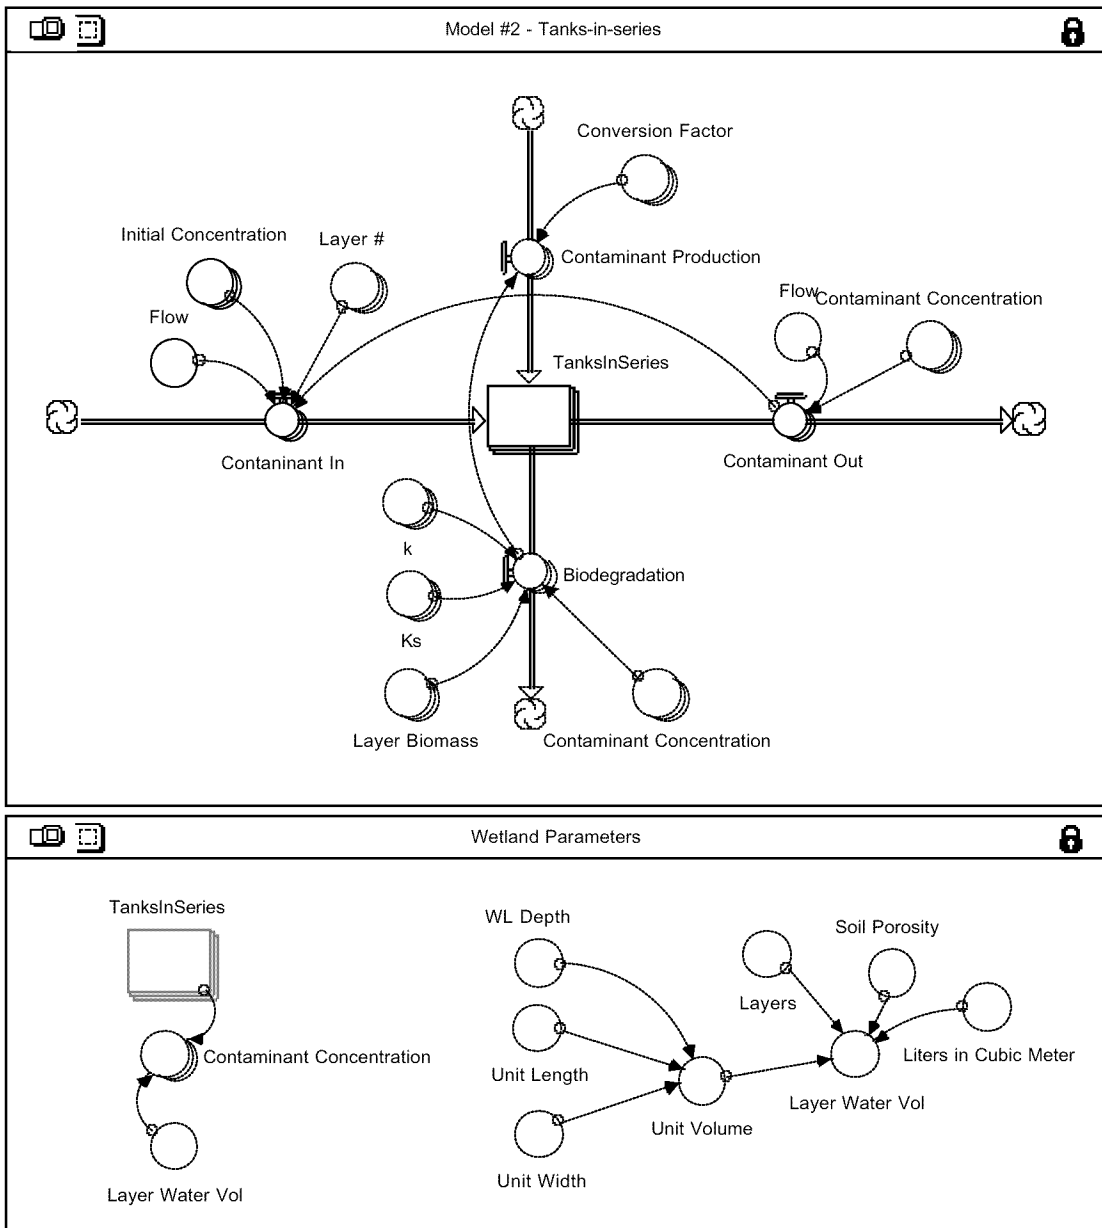 Model #2 - Tanks-in-series
Conversion Factor
Initial Concentration
Layer #
Contaminant Production
Flow
Flow
Contaminant Concentration
TanksInSeries
Contaninant In
Contaminant Out
k
Biodegradation
Ks
Layer Biomass
Contaminant Concentration
Wetland Parameters
TanksInSeries
WL Depth
Soil Porosity
Layers
Contaminant Concentration
Liters in Cubic Meter
Unit Length
Layer Water Vol
Unit Volume
Unit Width
Layer Water Vol